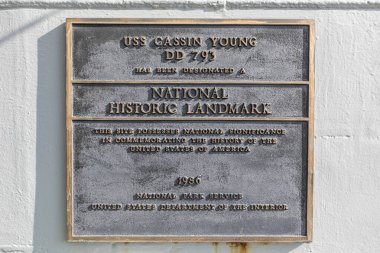 USS CASSIN YOUNG
DD 793
HAS BEEN DESIGNATED A
NATIONAL
HISTORIC LANDMARK
THIS SITE POSSESSES NATIONAL SIGNIFICANCE
IN COMMEMORATING THE HISTORY OF THE
UNITED STATES OF AMERICA
1986
NATIONAL PARK SERVICE
UNITED STATES DEPARTMENT OF THE INTERIOR